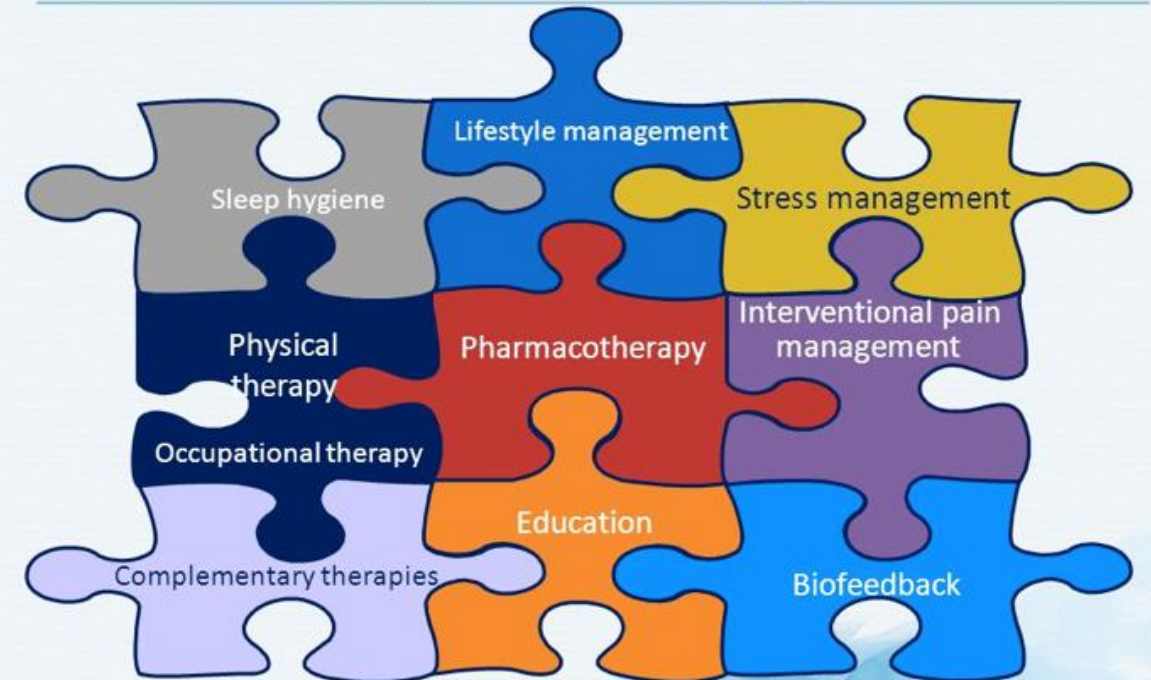 Lifestyle management
Sleep hygiene
Stress management
Physical
therapy
Occupational therapy
Pharmacotherapy
Interventional pain
management
Complementary therapies
Education
Biofeedback